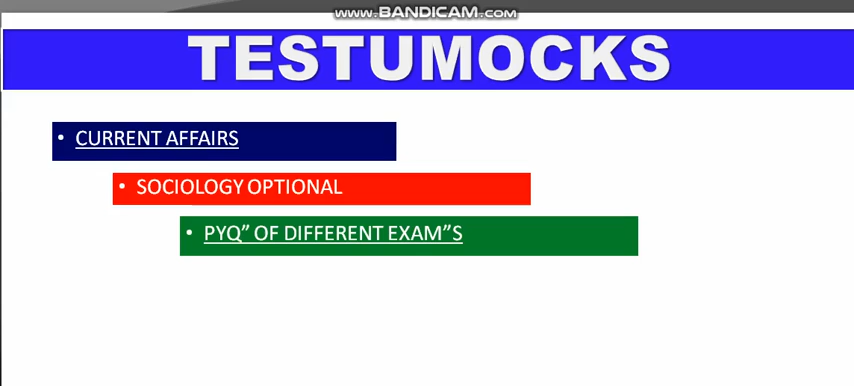 www.BANDICAM.com
TESTUMOCKS
• CURRENT AFFAIRS
• SOCIOLOGY OPTIONAL
• PYQ” OF DIFFERENT EXAM”S